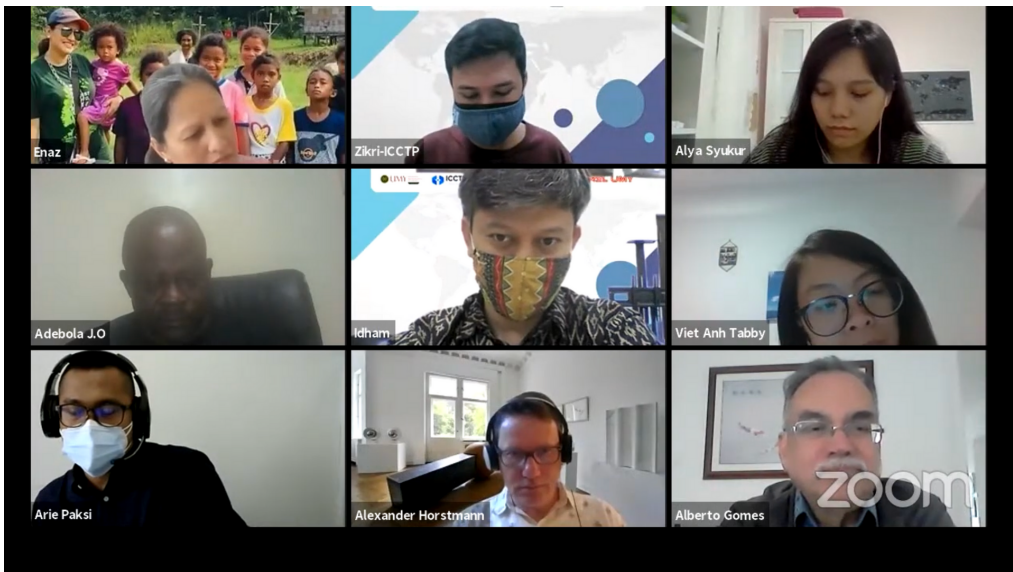 Enaz
Zikri-ICCTP
Alya Syukur
Adebola J.O
Idham
Viet Anh Tabby
Arie Paksi
Alexander Horstmann
Alberto Gomes
zoom